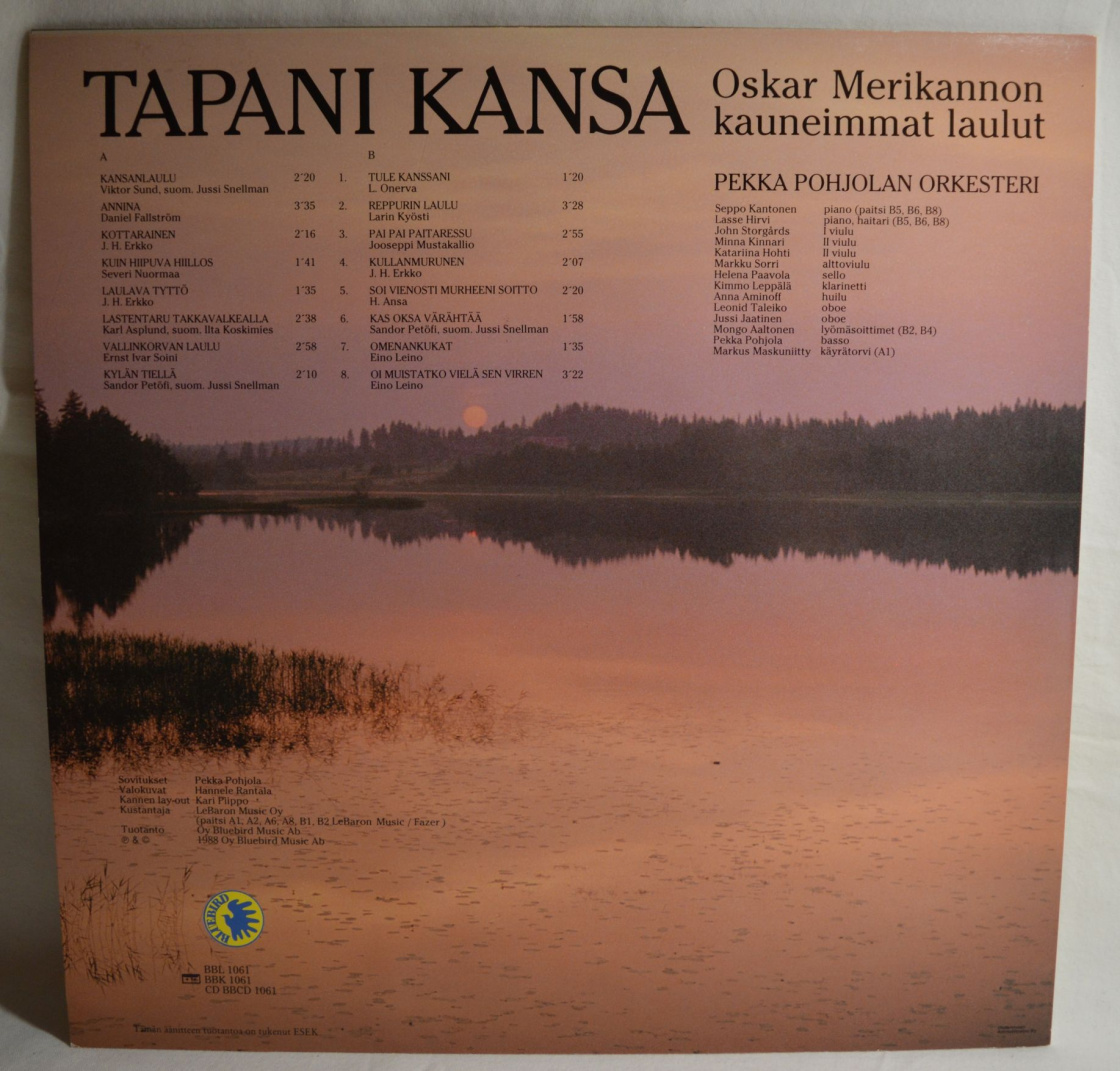 TAPANI KANSA
Oskar Merikannon
kauneimmat laulut
A
KANSANLAULU 2´20
Viktor Sund, suom. Jussi Snellman
ANNINA 3´35
Daniel Fallström
KOTTARAINEN 2´16
J. H. Erkko
KUIN HIIPUVA HIILLOS 1´41
Severi Nuormaa
LAULAVA TYTTÖ 1´35
J. H. Erkko
LASTENTARU TAKKAVALKEALLA 2´38
Karl Asplund, suom. Ilta Koskimies
VALLINKORVAN LAULU 2´58
Ernst Ivar Soini
KYLÄN TIELLÄ 2´10
Sandor Petöfi, suom. Jussi Snellman
B
1. TULE KANSSANI 1´20
L. Onerva
2. REPPURIN LAULU 3´28
Larin Kyösti
3. PAI PAI PAITARESSU 2´55
Jooseppi Mustakallio
4. KULLANMURUNEN 2´07
J. H. Erkko
5. SOI VIENOSTI MURHEENI SOITTO 2´20
H. Ansa
6. KAS OKSA VÄRÄHTÄÄ 1´58
Sandor Petöfi, suom. Jussi Snellman
7. OMENANKUKAT 1´35
Eino Leino
8. OI MUISTATKO VIELÄ SEN VIRREN 3´22
Eino Leino
PEKKA POHJOLAN ORKESTERI
Seppo Kantonen piano (paitsi B5, B6, B8)
Lasse Hirvi piano, haitari (B5, B6, B8)
John Storgårds I viulu
Minna Kinnari II viulu
Katariina Hohti II viulu
Markku Sorri alttoviulu
Helena Paavola sello
Kimmo Leppälä klarinetti
Anna Aminoff huilu
Leonid Taleiko oboe
Jussi Jaatinen oboe
Mongo Aaltonen lyömäsoittimet (B2, B4)
Pekka Pohjola basso
Markus Maskuniitty käyrätorvi (A1)
Sovitukset Pekka Pohjola
Valokuvat Hannele Rantala
Kannen lay-out Kari Piippo
Kustantaja LeBaron Music Oy
(paitsi A1, A2, A6, A8, B1, B2 LeBaron Music / Fazer )
Tuotanto Oy Bluebird Music Ab
℗ & © 1988 Oy Bluebird Music Ab
BLUEBIRD
BBL 1061
BBK 1061
CD BBCD 1061
Tämän äänitteen tuotantoa on tukenut ESEK